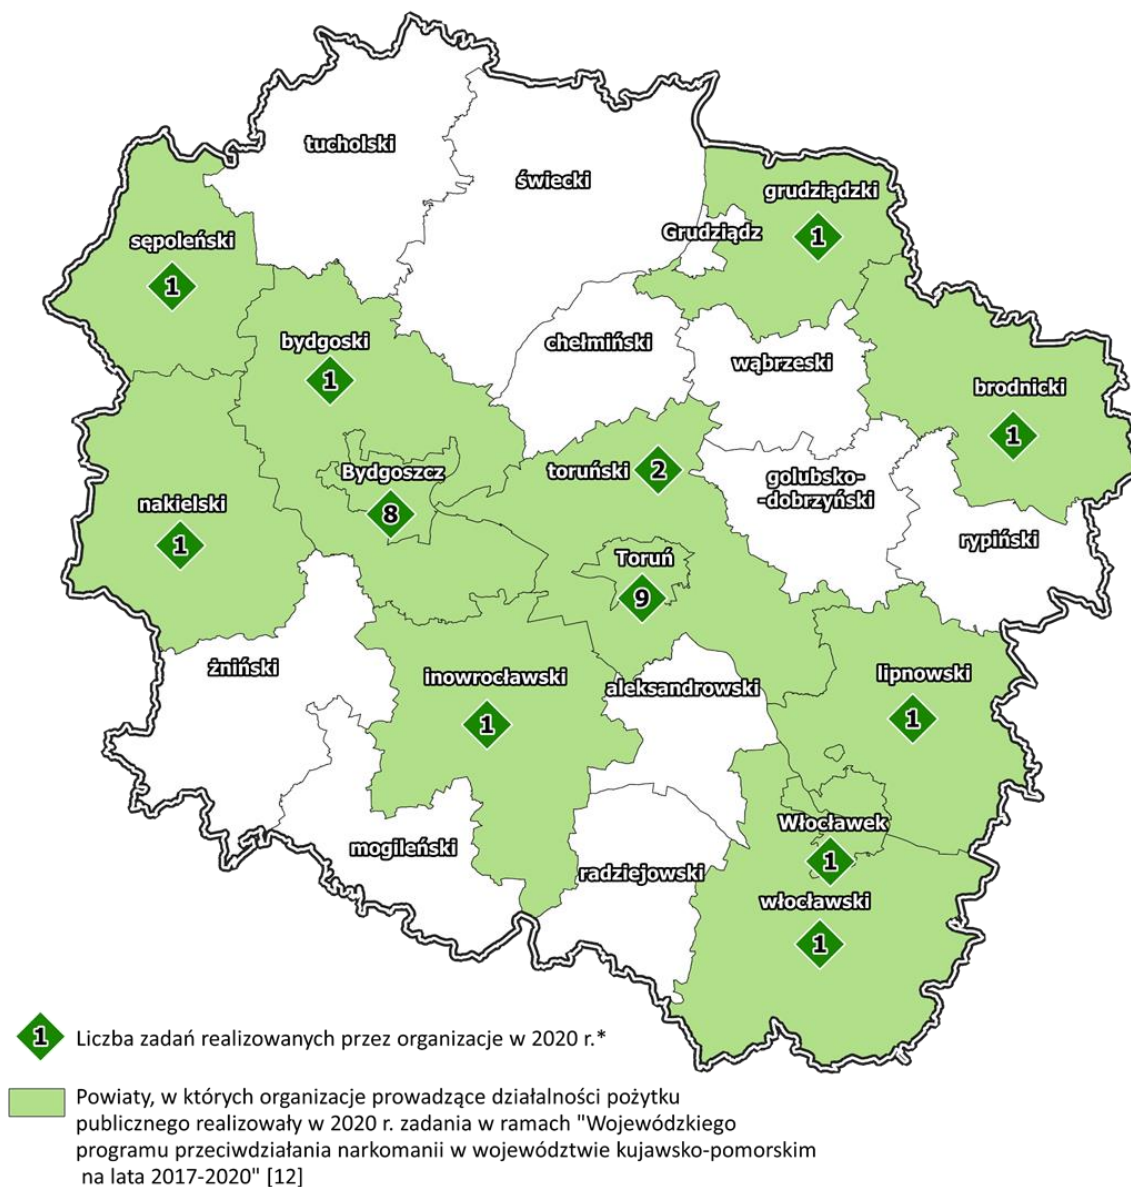 tucholski
świecki
grudziądzki
Grudziądz
1
sępoleński
1
bydgoski
1
chełmiński
wąbrzeski
brodnicki
1
Bydgoszcz
8
toruński
2
golubsko-
-dobrzyński
nakielski
1
rypiński
Toruń
9
żniński
inowrocławski
1
aleksandrowski
lipnowski
1
Włocławek
1
mogileński
radziejowski
włocławski
1
1 Liczba zadań realizowanych przez organizacje w 2020 r.*
Powiaty, w których organizacje prowadzące działalności pożytku
publicznego realizowały w 2020 r. zadania w ramach "Wojewódzkiego
programu przeciwdziałania narkomanii w województwie kujawsko-pomorskim
na lata 2017-2020" [12]